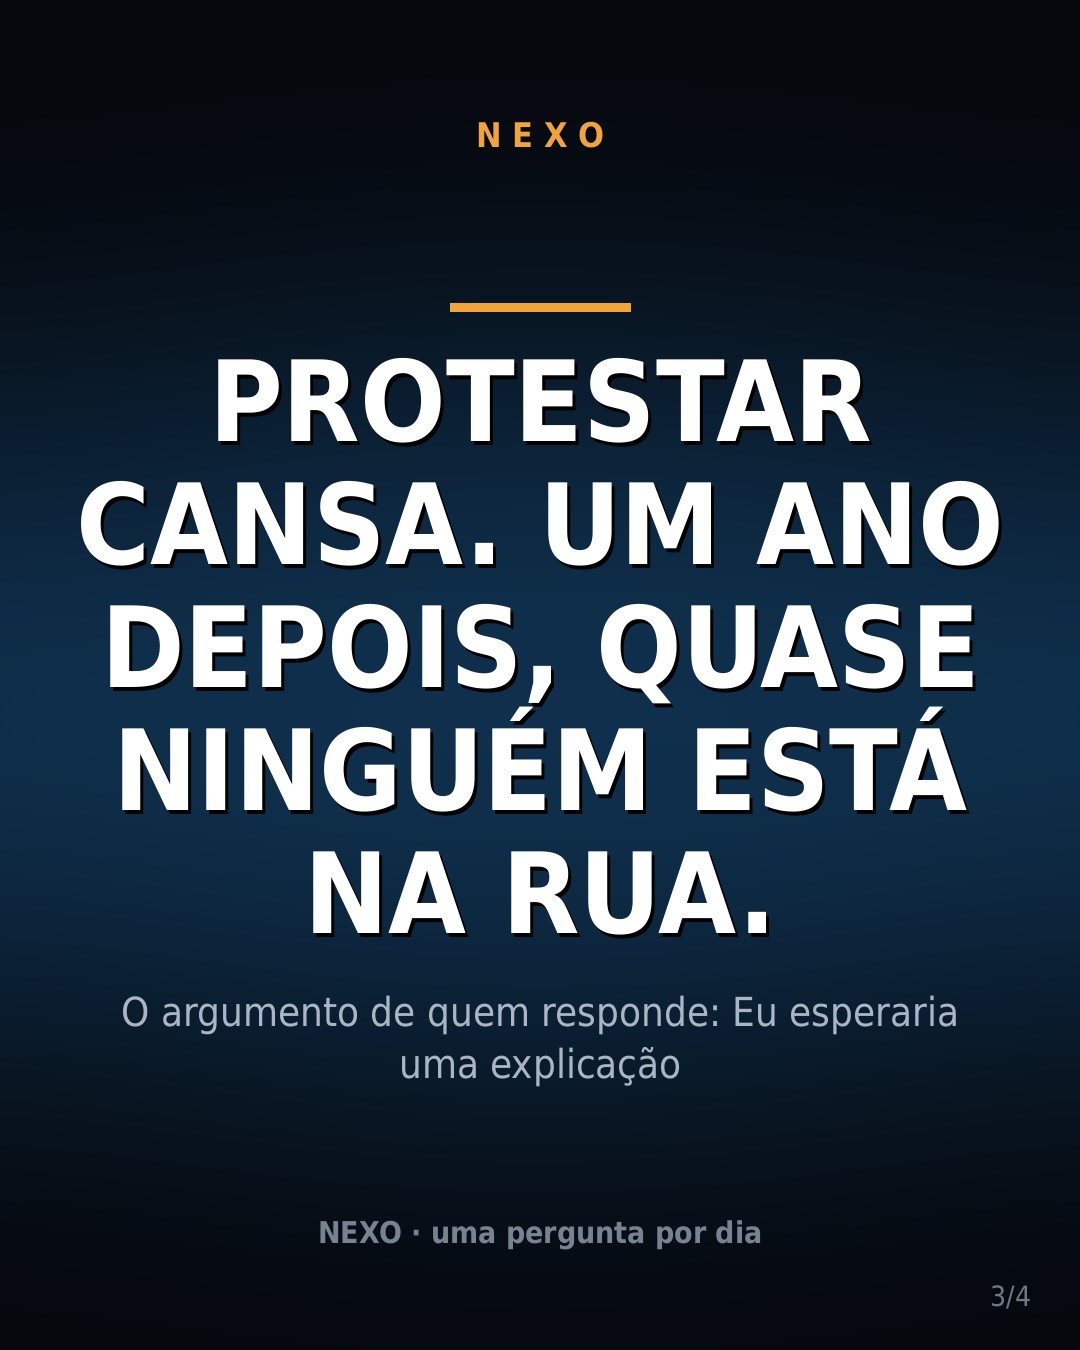 NEXO
PROTESTAR
CANSA. UM ANO
DEPOIS, QUASE
NINGUÉM ESTÁ
NA RUA.
O argumento de quem responde: Eu esperaria
uma explicação
NEXO · uma pergunta por dia
3/4